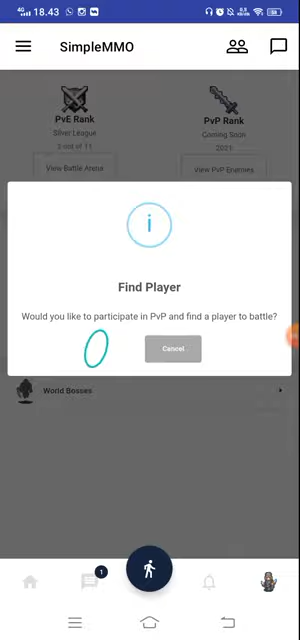 4G 18.43
SimpleMMO
PvE Rank
PvP Rank
Silver League
Coming Soon
View Battle Arena
View PvP Enemies
Find Player
Would you like to participate in PvP and find a player to battle?
Cancel
World Bosses
1